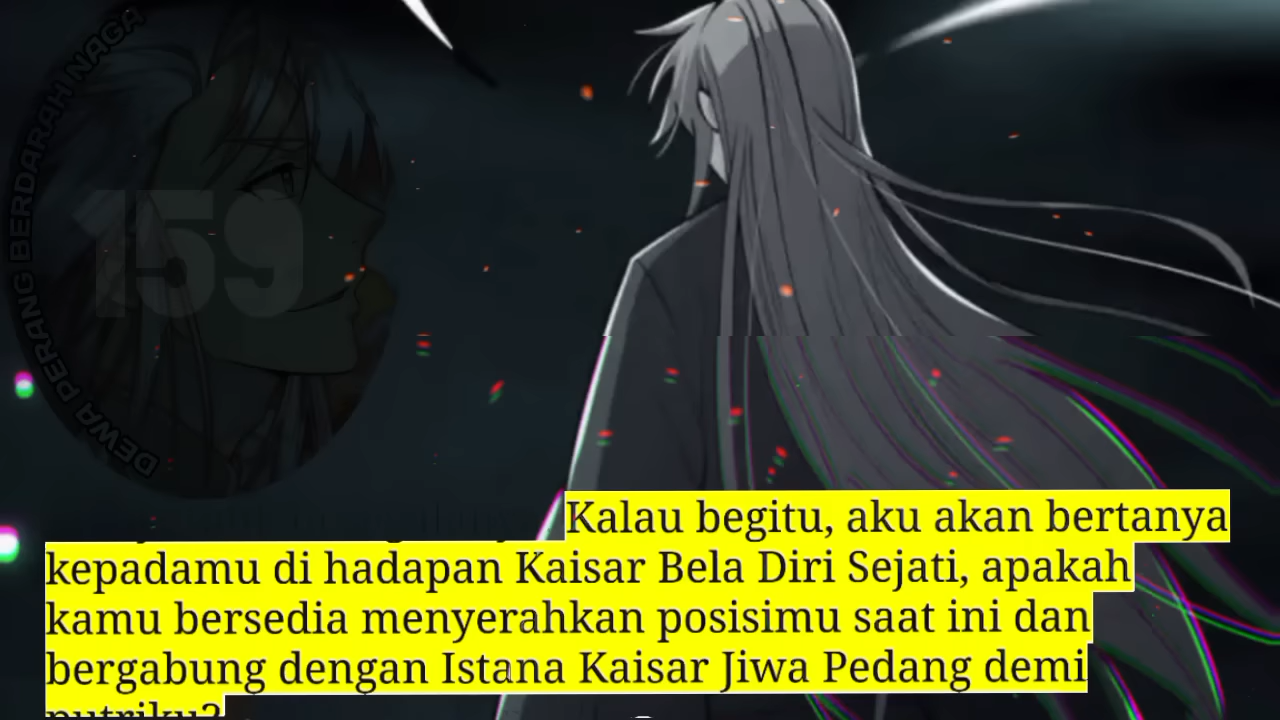 DEWA PERANG BERDARAH NAGA
159
Kalau begitu, aku akan bertanya
kepadamu di hadapan Kaisar Bela Diri Sejati, apakah
kamu bersedia menyerahkan posisimu saat ini dan
bergabung dengan Istana Kaisar Jiwa Pedang demi
putriku?